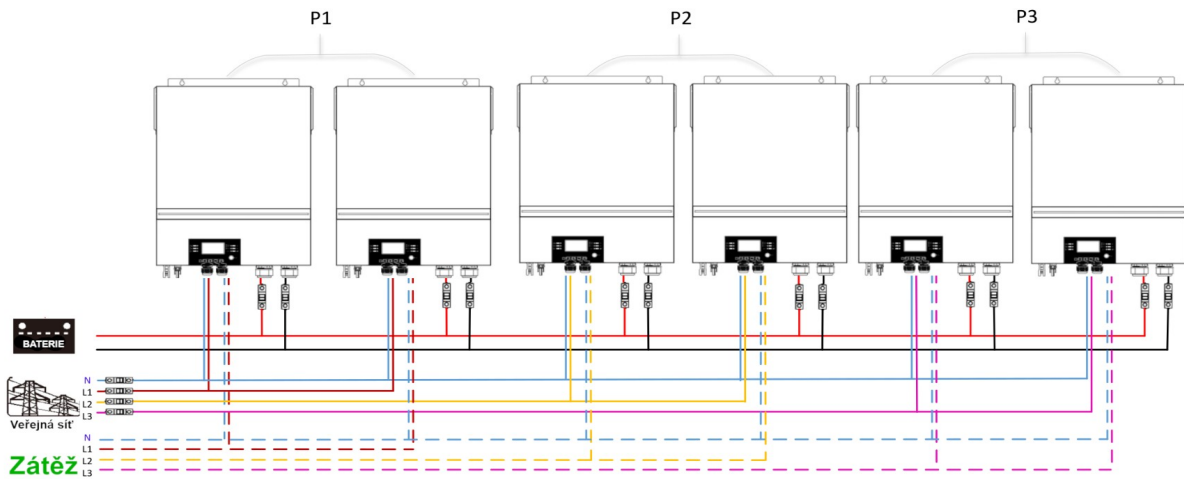 P1
P2
P3
BATERIE
N
L1
L2
L3
Veřejná síť
N
L1
L2
L3
Zátěž